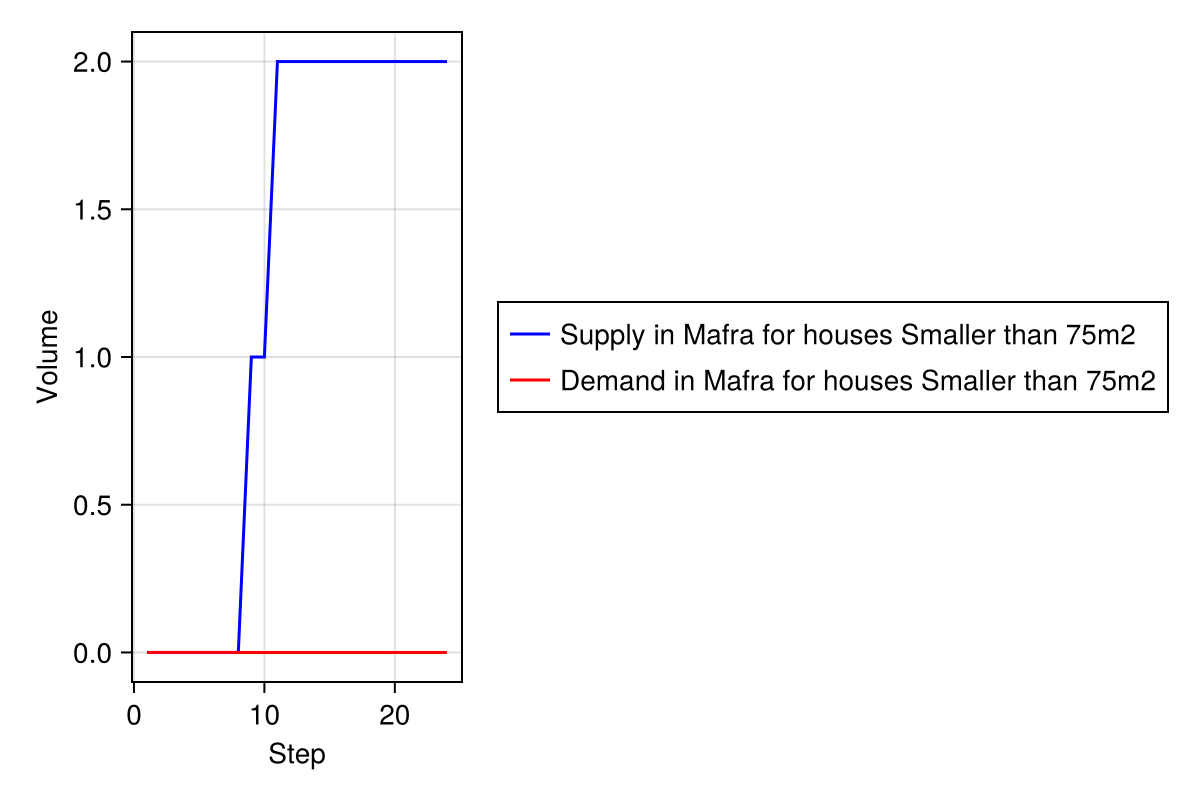 2.0
1.5
1.0
0.5
0.0
Volume
0 10 20
Step
Supply in Mafra for houses Smaller than 75m2
Demand in Mafra for houses Smaller than 75m2